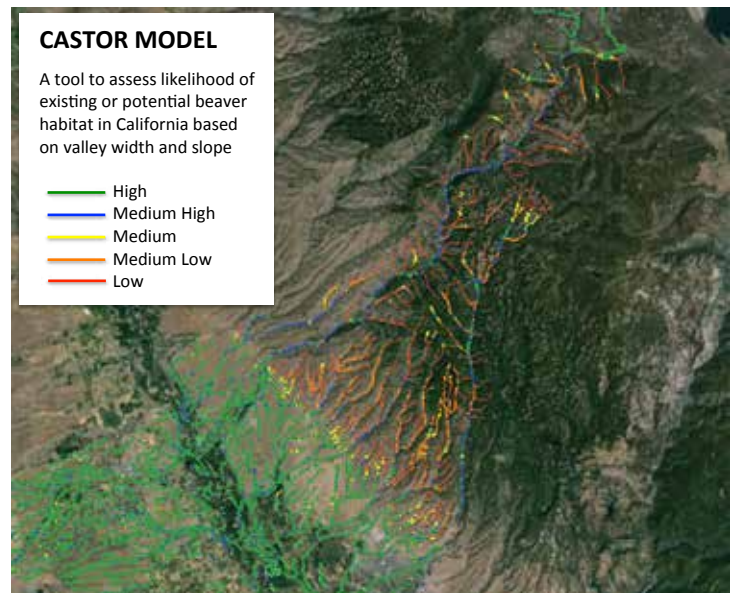 CASTOR MODEL
A tool to assess likelihood of
existing or potential beaver
habitat in California based
on valley width and slope
High
Medium High
Medium
Medium Low
Low